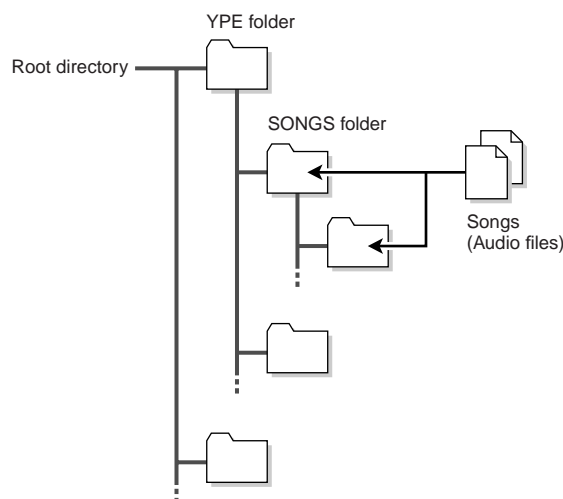 YPE folder
Root directory
SONGS folder
Songs
(Audio files)